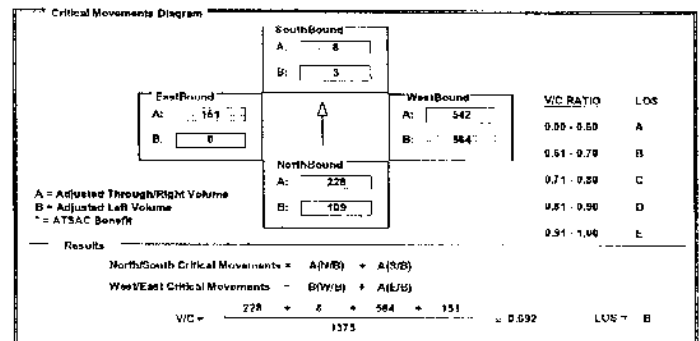 Critical Movements Diagram
SouthBound
A: 8
B: 3
EastBound
A: 151
B: 0
WestBound
A: 542
B: 564
NorthBound
A: 228
B: 109
V/C RATIO LOS
0.00 - 0.60 A
0.61 - 0.70 B
0.71 - 0.80 C
0.81 - 0.90 D
0.91 - 1.00 E
A = Adjusted Through/Right Volume
B = Adjusted Left Volume
* = ATSAC Benefit
Results
North/South Critical Movements = A(N/B) + A(S/B)
West/East Critical Movements = B(W/B) + A(E/B)
V/C = 228 + 8 + 564 + 151 = 0.692 LOS = B
1375